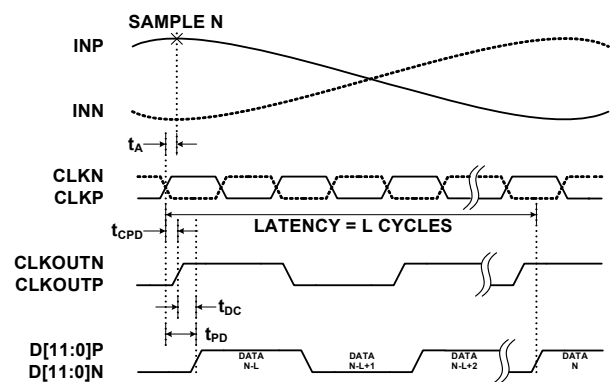 SAMPLE N
INP
INN
tA
CLKN
CLKP
LATENCY = L CYCLES
tCPD
CLKOUTN
CLKOUTP
tDC
tPD
D[11:0]P
D[11:0]N
DATA
N-L
DATA
N-L+1
DATA
N-L+2
DATA
N